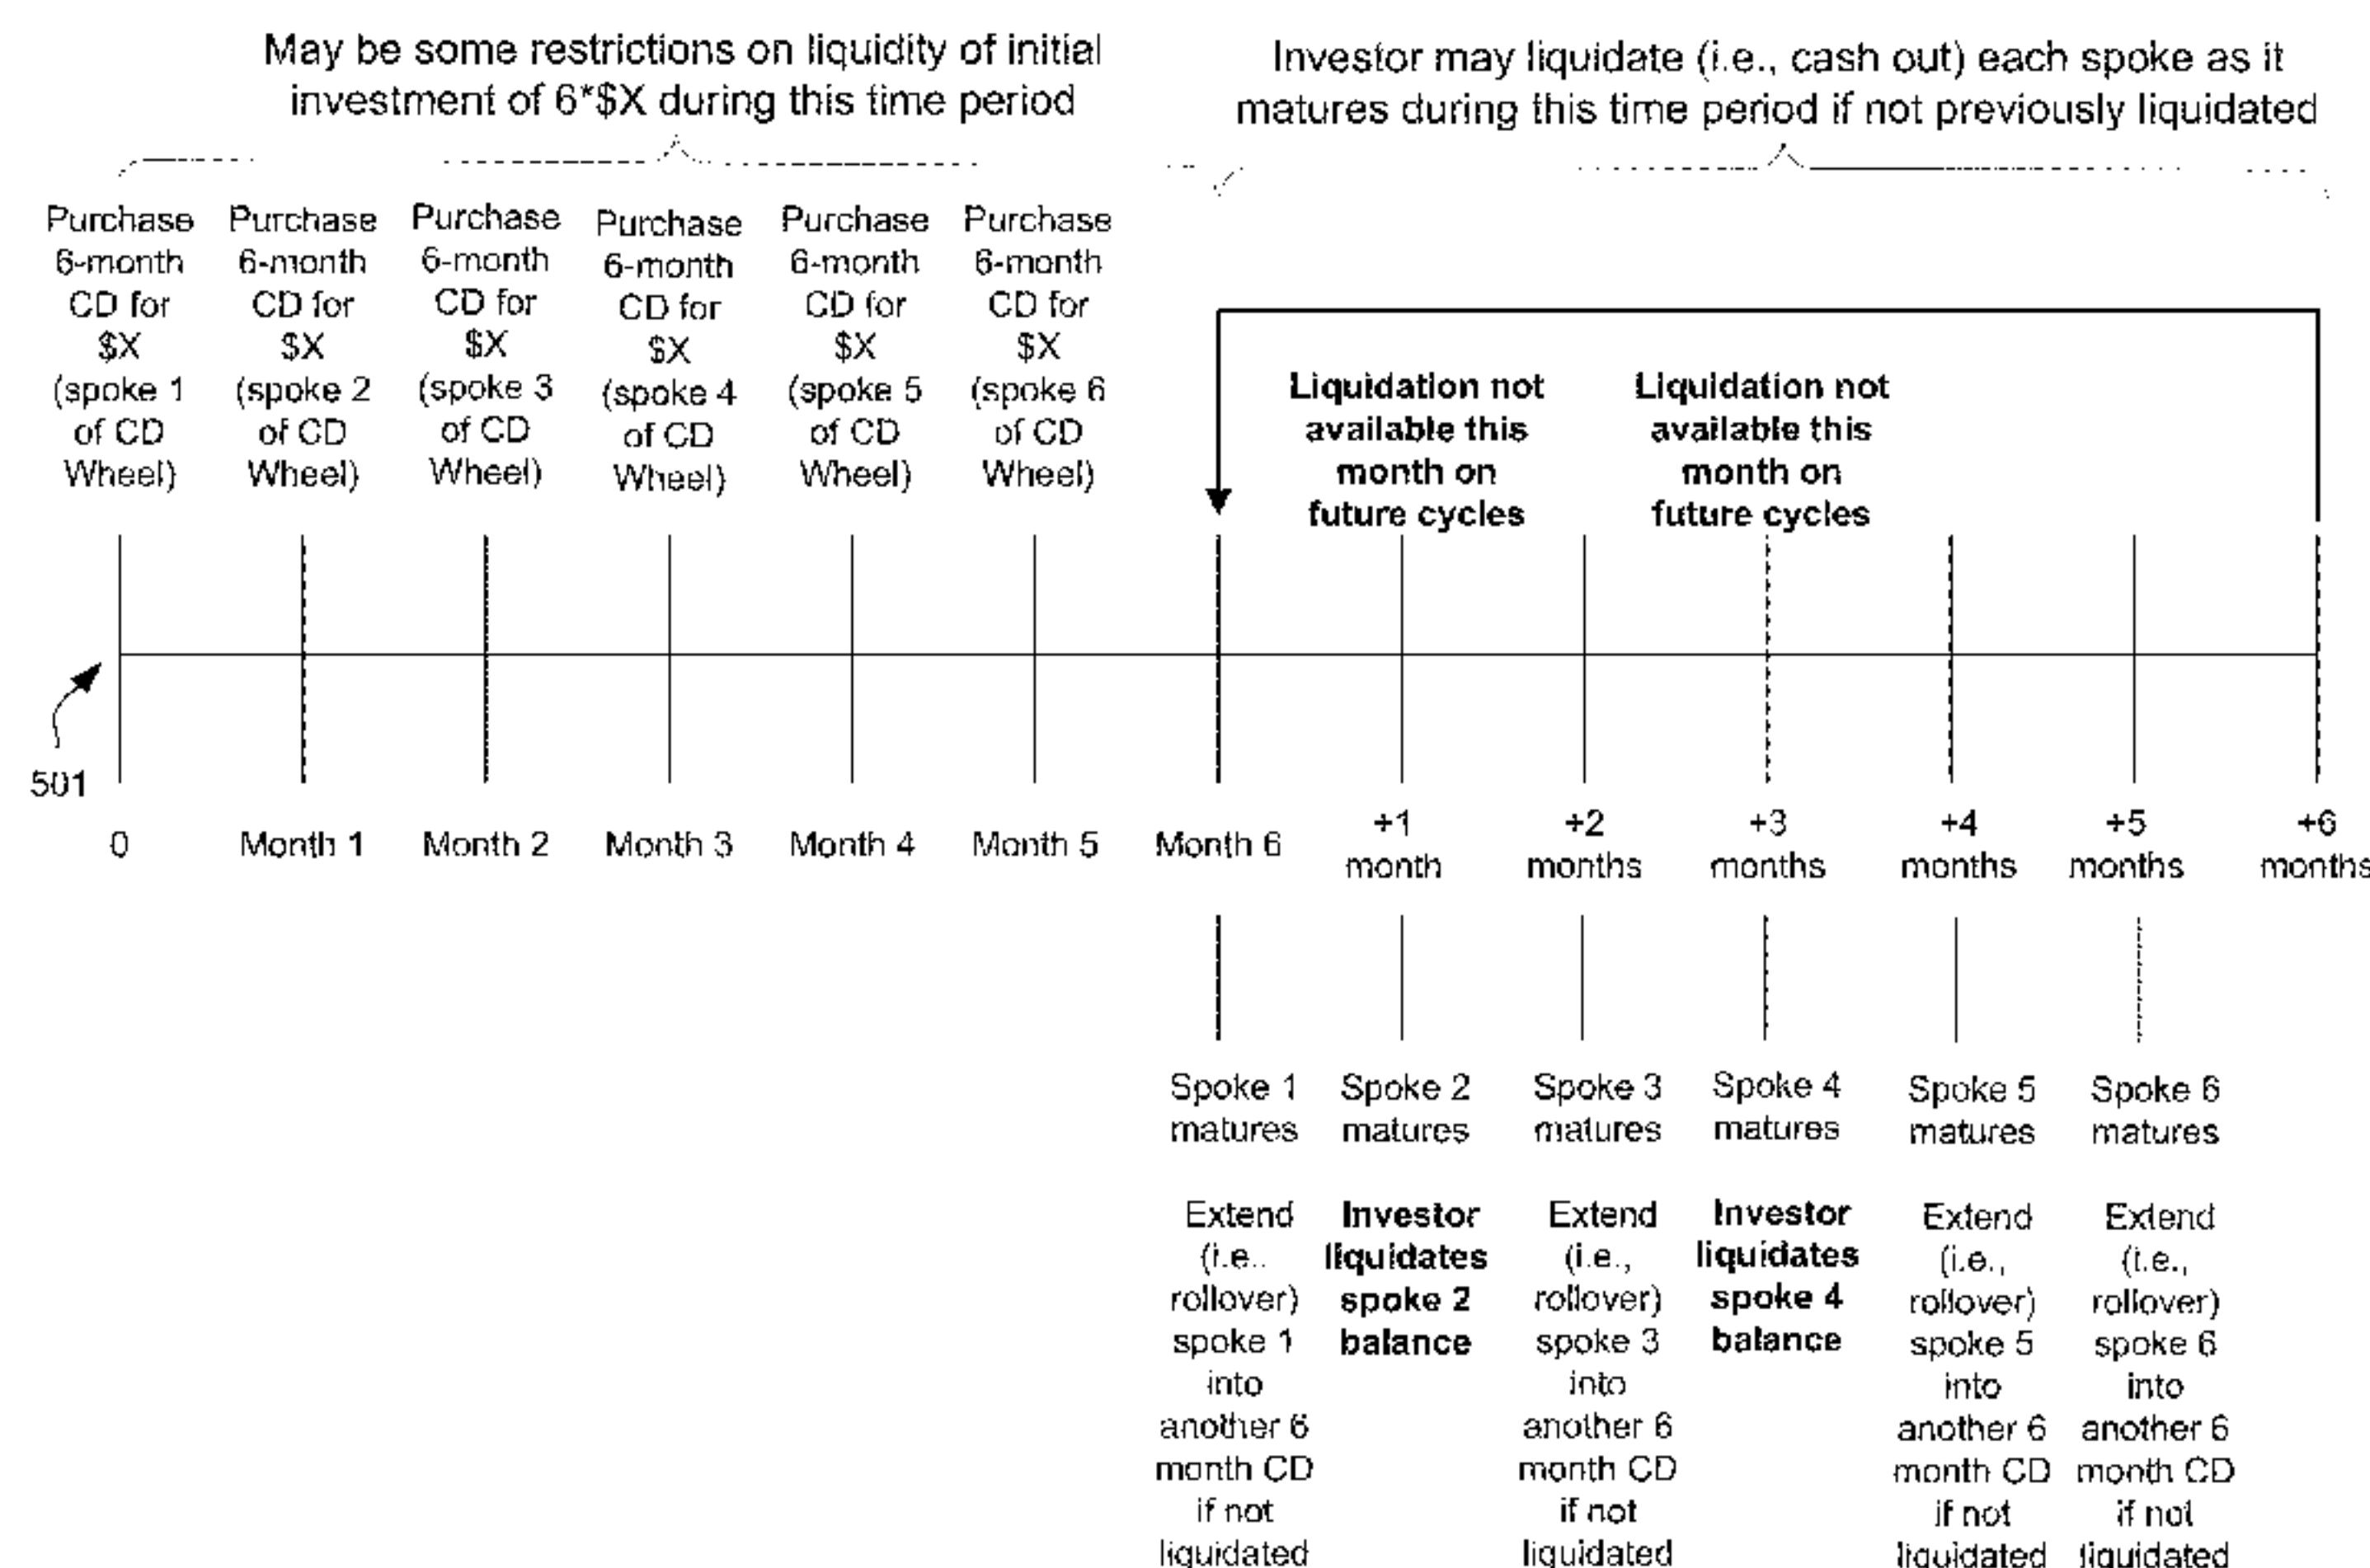 May be some restrictions on liquidity of initial
investment of 6*$X during this time period
Investor may liquidate (i.e., cash out) each spoke as it
matures during this time period if not previously liquidated
Purchase
6-month
CD for
$X
(spoke 1
of CD
Wheel)
Purchase
6-month
CD for
$X
(spoke 2
of CD
Wheel)
Purchase
6-month
CD for
$X
(spoke 3
of CD
Wheel)
Purchase
6-month
CD for
$X
(spoke 4
of CD
Wheel)
Purchase
6-month
CD for
$X
(spoke 5
of CD
Wheel)
Purchase
6-month
CD for
$X
(spoke 6
of CD
Wheel)
Liquidation not
available this
month on
future cycles
Liquidation not
available this
month on
future cycles
501
0
Month 1
Month 2
Month 3
Month 4
Month 5
Month 6
+1
month
+2
months
+3
months
+4
months
+5
months
+6
months
Spoke 1
matures
Spoke 2
matures
Spoke 3
matures
Spoke 4
matures
Spoke 5
matures
Spoke 6
matures
Extend
(i.e..
rollover)
spoke 1
into
another 6
month CD
if not
liquidated
Investor
liquidates
spoke 2
balance
Extend
(i.e.,
rollover)
spoke 3
into
another 6
month CD
if not
liquidated
Investor
liquidates
spoke 4
balance
Extend
(i.e.,
rollover)
spoke 5
into
another 6
month CD
if not
liquidated
Extend
(i.e.,
rollover)
spoke 6
into
another 6
month CD
if not
liquidated